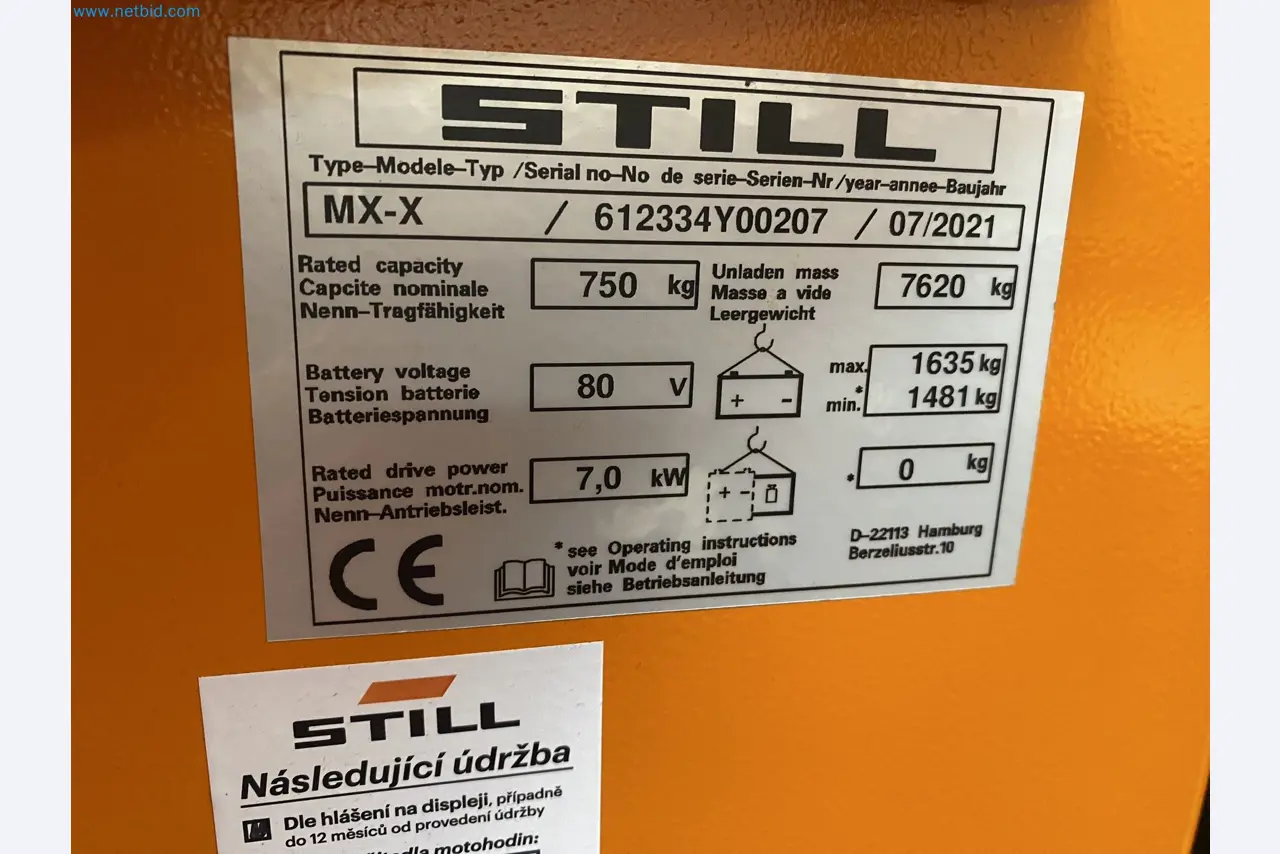 www.netbid.com
STILL
Type–Modele–Typ /Serial no–No de serie–Serien–Nr/year–annee–Baujahr
MX-X / 612334Y00207 / 07/2021
Rated capacity
Capcite nominale
Nenn–Tragfähigkeit
750 kg
Unladen mass
Masse a vide
Leergewicht
7620 kg
Battery voltage
Tension batterie
Batteriespannung
80 V
+ -
max. 1635 kg
min.* 1481 kg
Rated drive power
Puissance motr.nom.
Nenn–Antriebsleist.
7,0 kW
+ -
* 0 kg
CE
*see Operating instructions
voir Mode d'emploi
siehe Betriebsanleitung
D–22113 Hamburg
Berzeliusstr.10
STILL
Následující údržba
Dle hlášení na displeji, případně
do 12 měsíců od provedení údržby
motohodin: